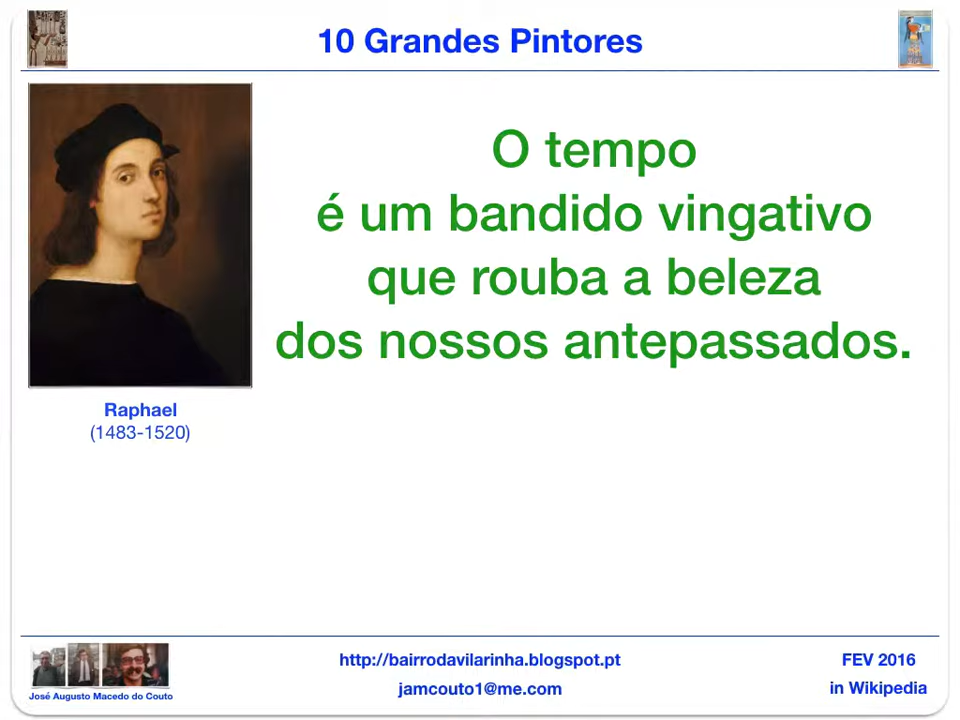 10 Grandes Pintores
O tempo
é um bandido vingativo
que rouba a beleza
dos nossos antepassados.
Raphael
(1483-1520)
José Augusto Macedo do Couto
http://bairrodavilarinha.blogspot.pt
jamcouto1@me.com
FEV 2016
in Wikipedia